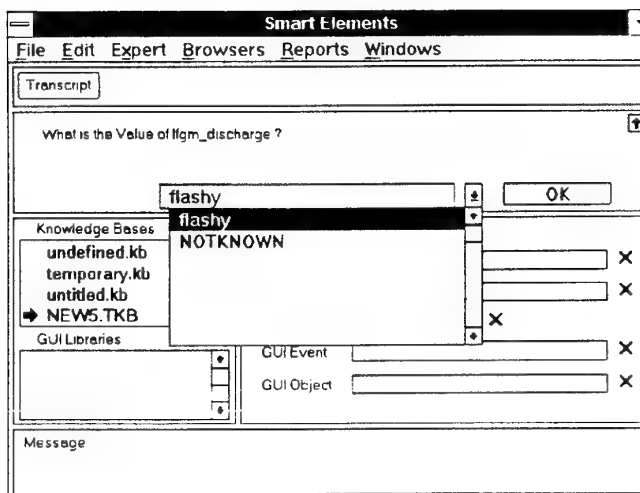 Smart Elements
File Edit Expert Browsers Reports Windows
Transcript
What is the Value of lfgm_discharge ?
flashy
OK
flashy
NOTKNOWN
Knowledge Bases
undefined.kb
temporary.kb
untitled.kb
NEW5.TKB
GUI Libraries
GUI Event
GUI Object
Message